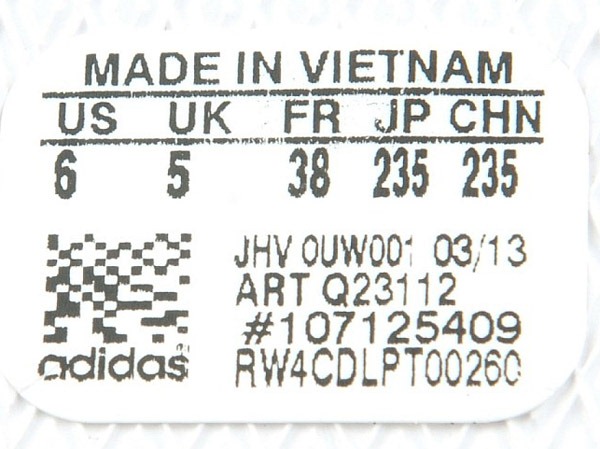 MADE IN VIETNAM
US UK FR JP CHN
6 5 38 235 235
JHV 0UW001 03/13
ART Q23112
#107125409
adidas RW4CDLPT00260